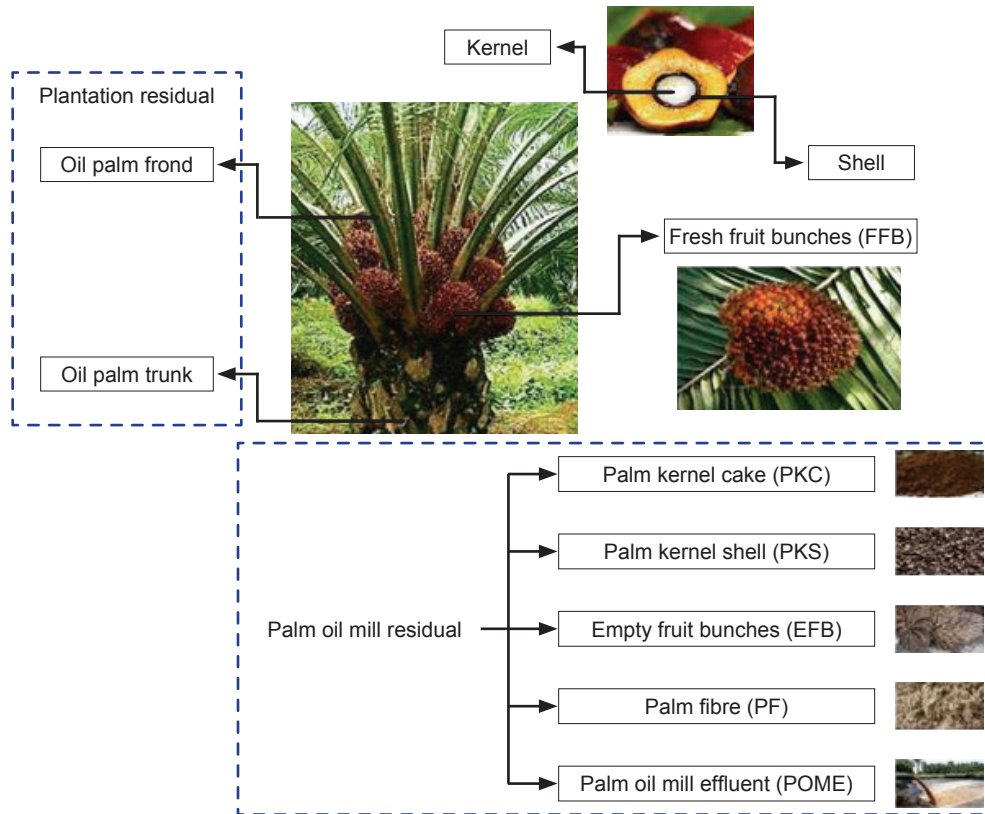 Kernel
Plantation residual
Oil palm frond
Shell
Fresh fruit bunches (FFB)
Oil palm trunk
Palm kernel cake (PKC)
Palm kernel shell (PKS)
Palm oil mill residual
Empty fruit bunches (EFB)
Palm fibre (PF)
Palm oil mill effluent (POME)